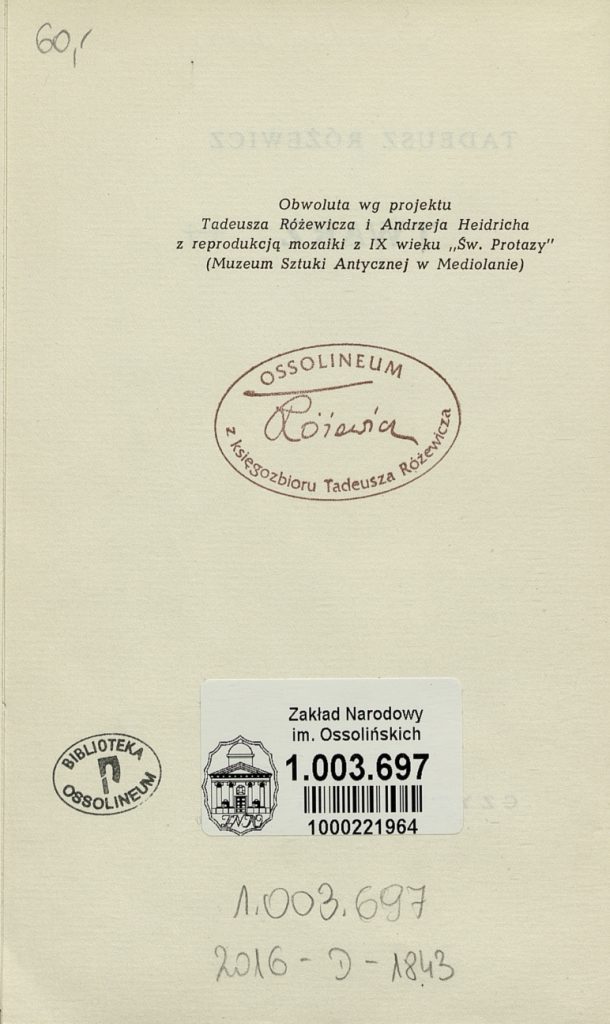 60,-
TADEUSZ RÓŻEWICZ
Obwoluta wg projektu
Tadeusza Różewicza i Andrzeja Heidricha
z reprodukcją mozaiki z IX wieku „Św. Protazy”
(Muzeum Sztuki Antycznej w Mediolanie)
OSSOLINEUM
Różewicz
z księgozbioru Tadeusza Różewicza
Zakład Narodowy
im. Ossolińskich
1.003.697
1000221964
BIBLIOTEKA
OSSOLINEUM
ZNiO
1.003.697
2016 - D - 1843